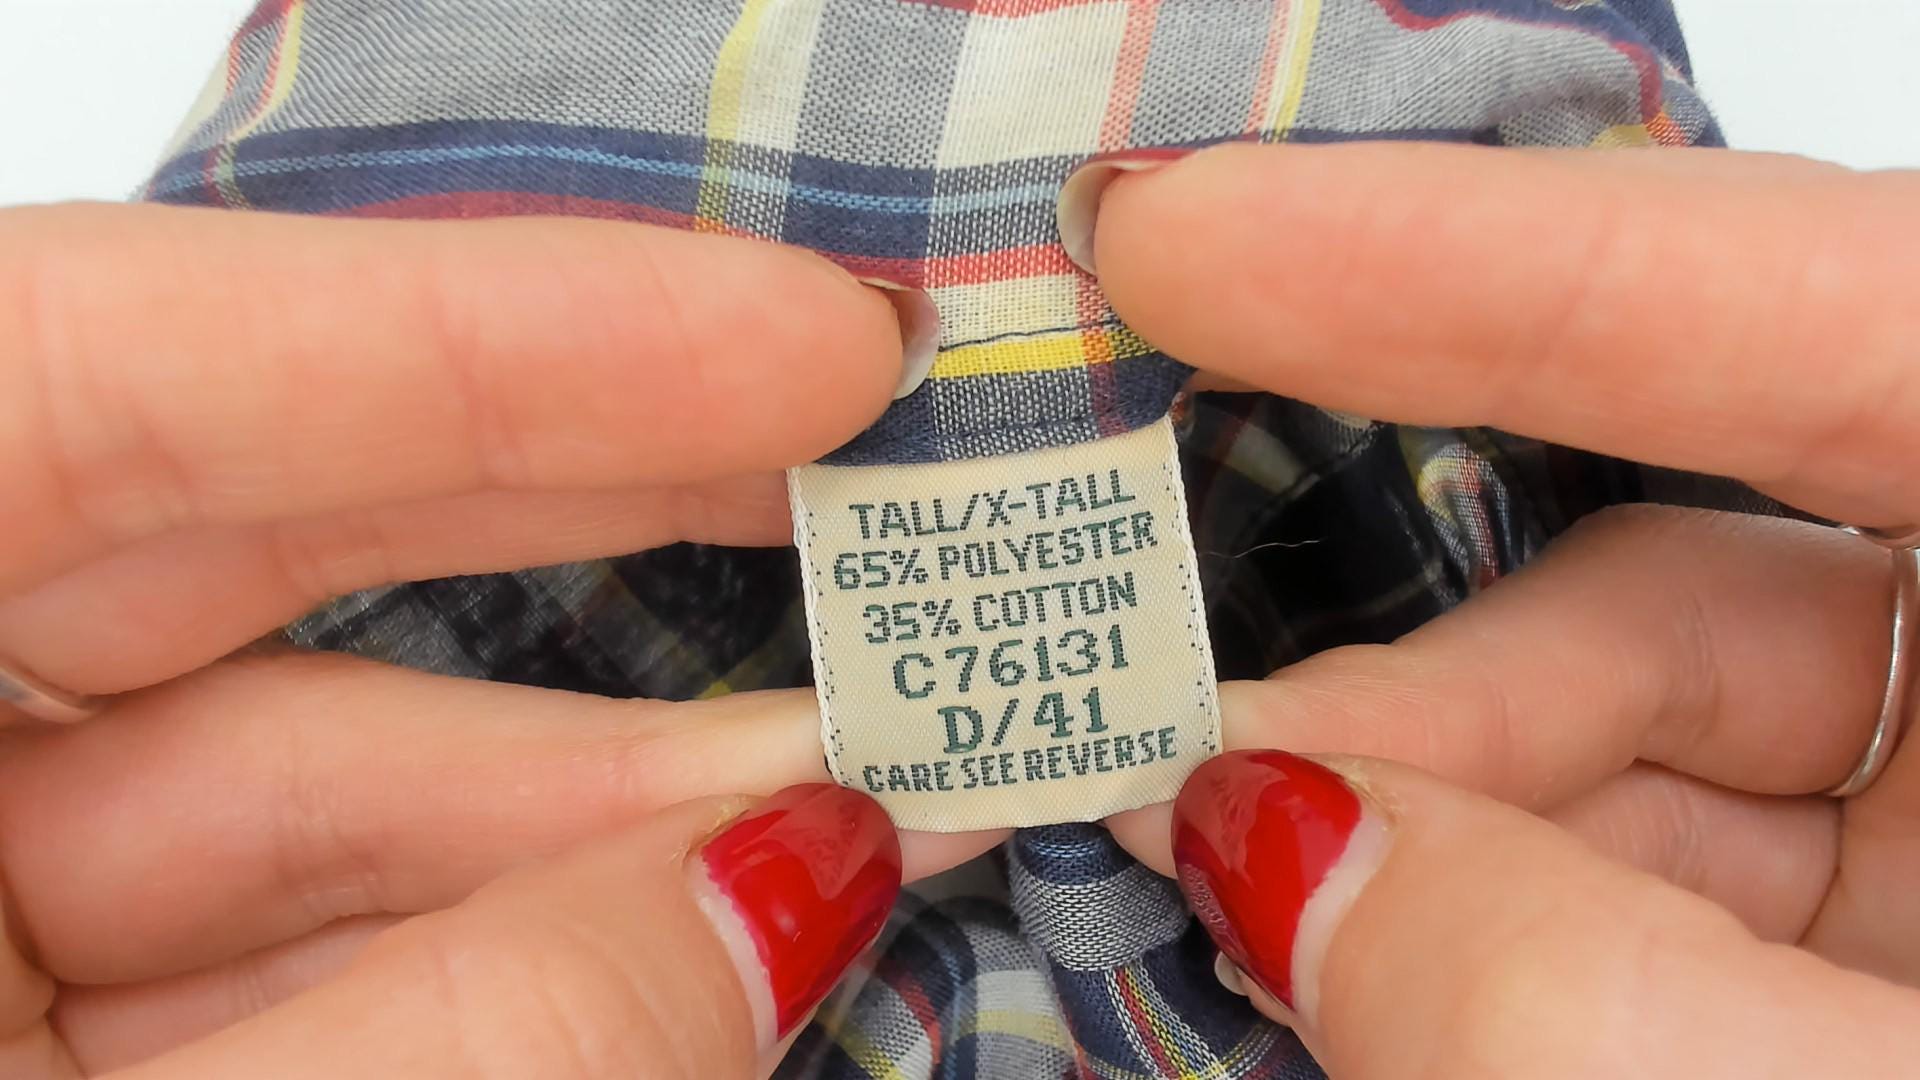 TALL/X-TALL
65% POLYESTER
35% COTTON
C76131
D/41
CARE SEE REVERSE